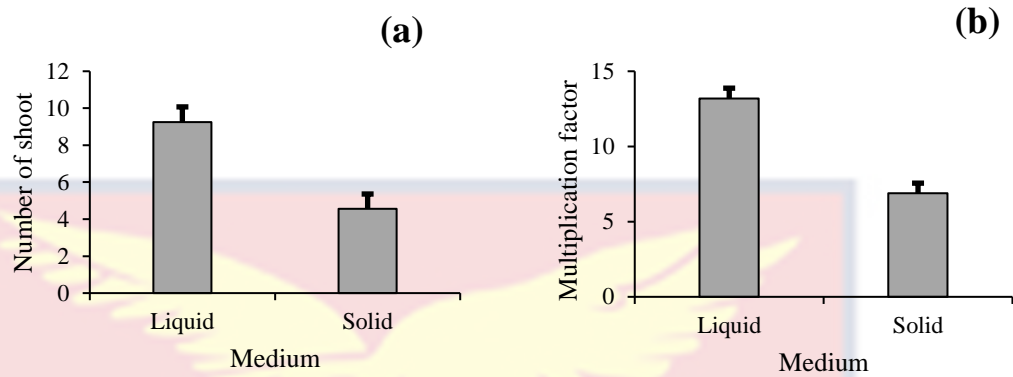 (a)
Number of shoot
12
10
8
6
4
2
0
Liquid Solid
Medium
(b)
Multiplication factor
15
10
5
0
Liquid Solid
Medium